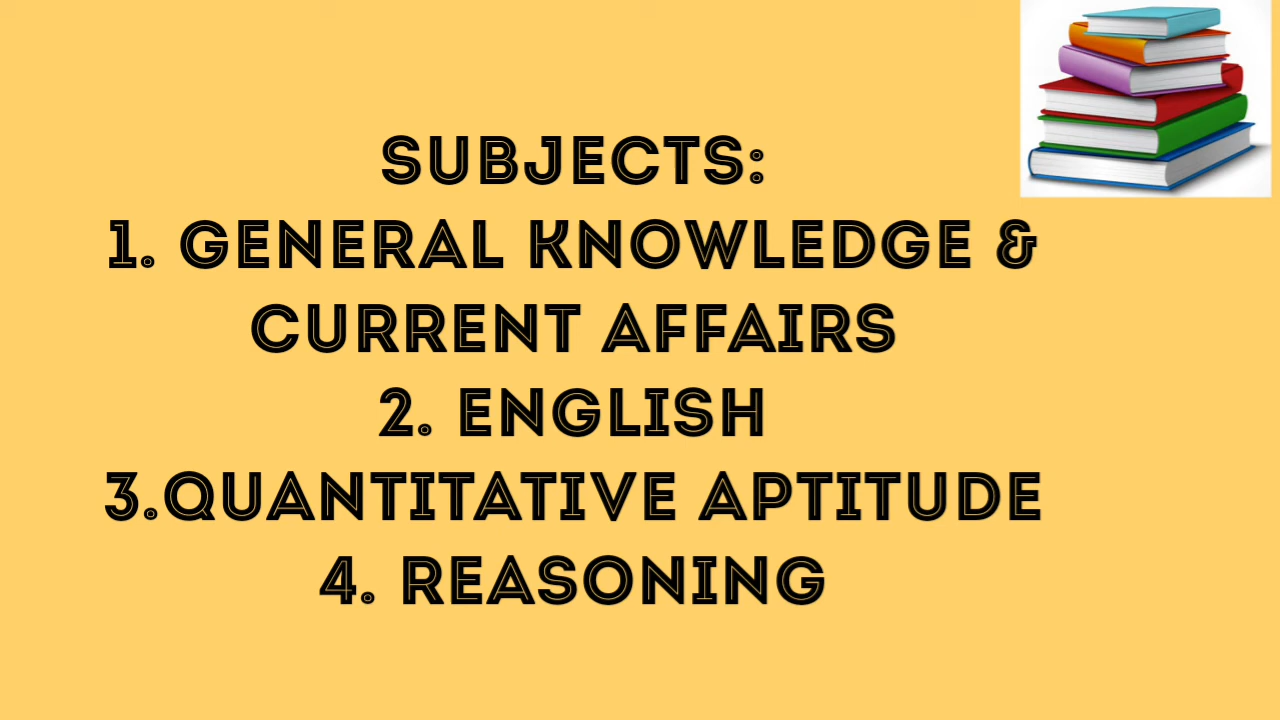 SUBJECTS:
1. GENERAL KNOWLEDGE &
CURRENT AFFAIRS
2. ENGLISH
3.QUANTITATIVE APTITUDE
4. REASONING